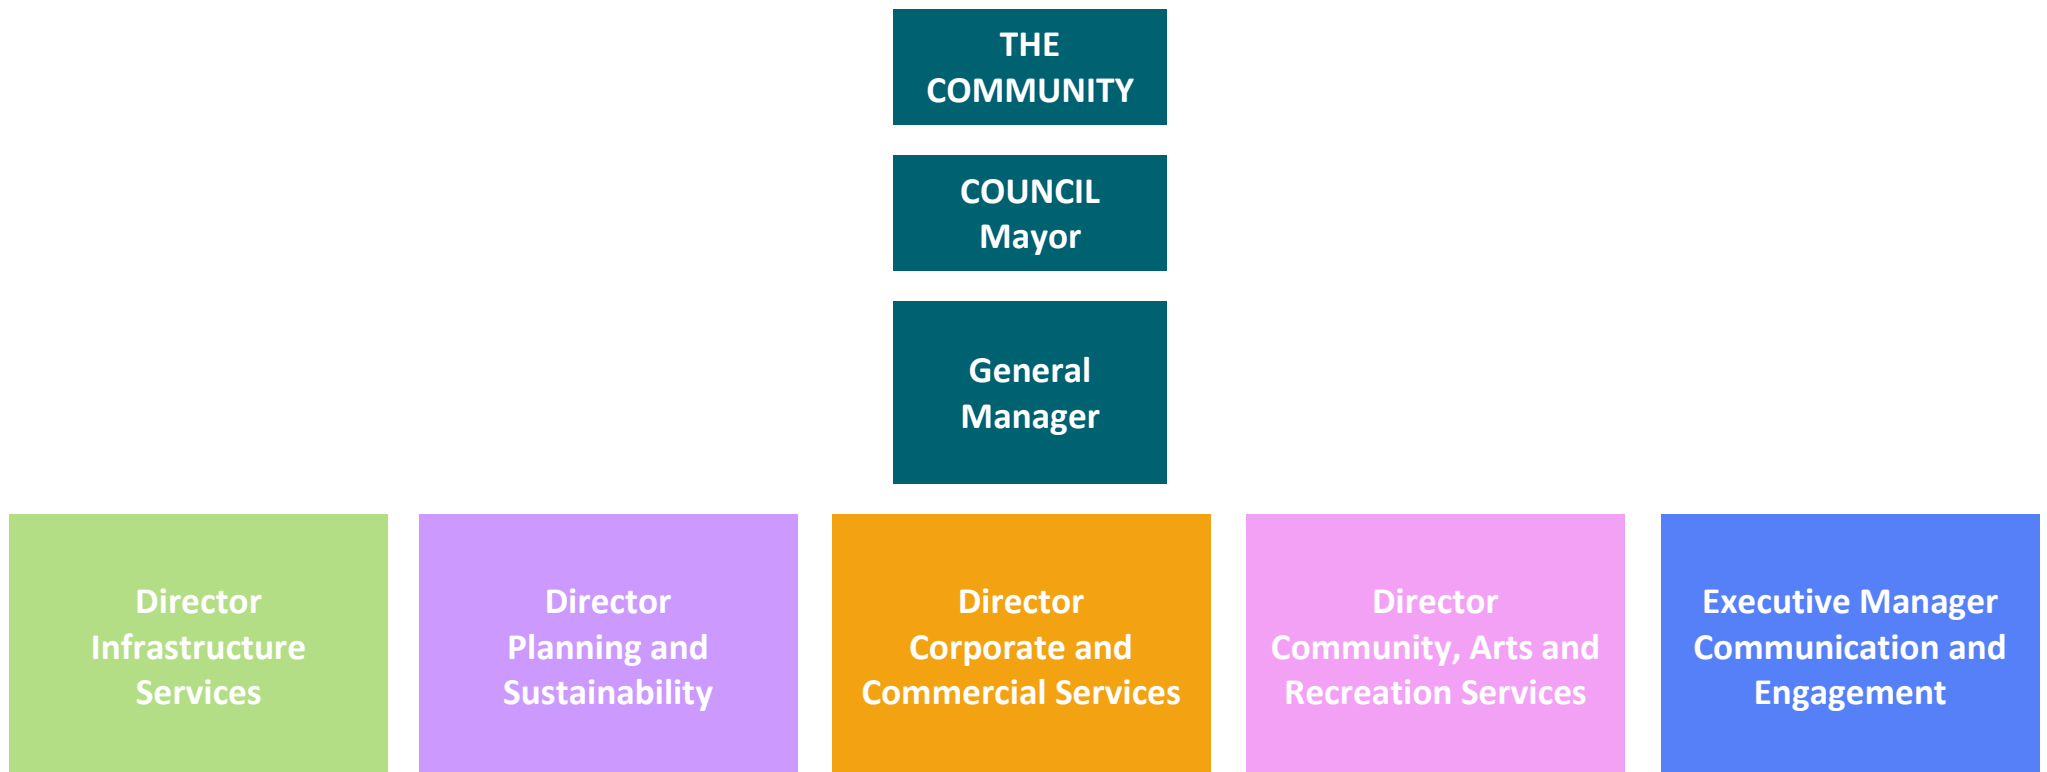 THE
COMMUNITY
COUNCIL
Mayor
General
Manager
Director
Infrastructure
Services
Director
Planning and
Sustainability
Director
Corporate and
Commercial Services
Director
Community, Arts and
Recreation Services
Executive Manager
Communication and
Engagement